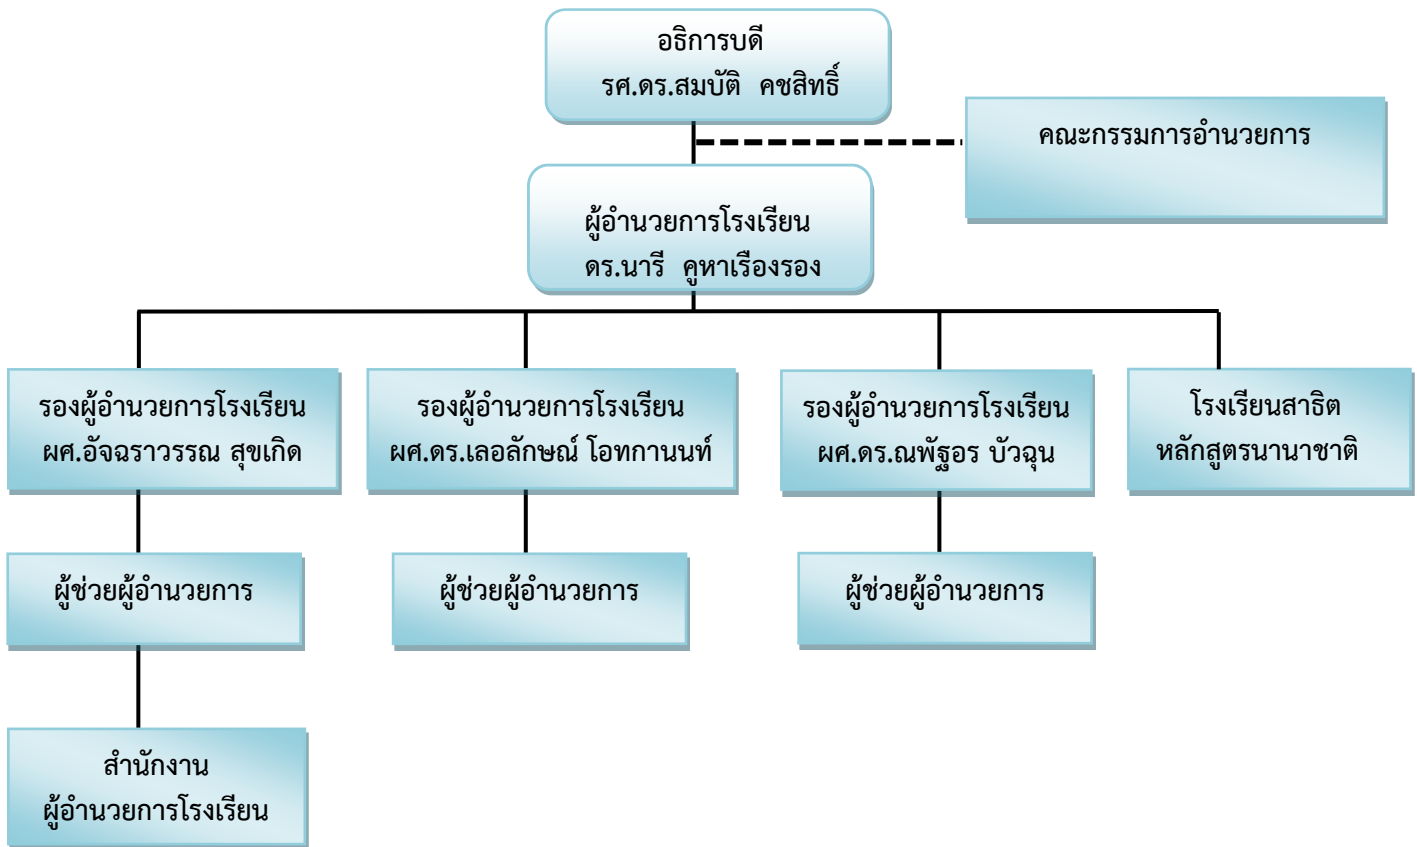 อธิการบดี
รศ.ดร.สมบัติ คชสิทธิ์
คณะกรรมการอำนวยการ
ผู้อำนวยการโรงเรียน
ดร.นารี คูหาเรืองรอง
รองผู้อำนวยการโรงเรียน
ผศ.อัจฉราวรรณ สุขเกิด
รองผู้อำนวยการโรงเรียน
ผศ.ดร.เลอลักษณ์ โอทกานนท์
รองผู้อำนวยการโรงเรียน
ผศ.ดร.ณพัฐอร บัวฉุน
โรงเรียนสาธิต
หลักสูตรนานาชาติ
ผู้ช่วยผู้อำนวยการ
ผู้ช่วยผู้อำนวยการ
ผู้ช่วยผู้อำนวยการ
สำนักงาน
ผู้อำนวยการโรงเรียน